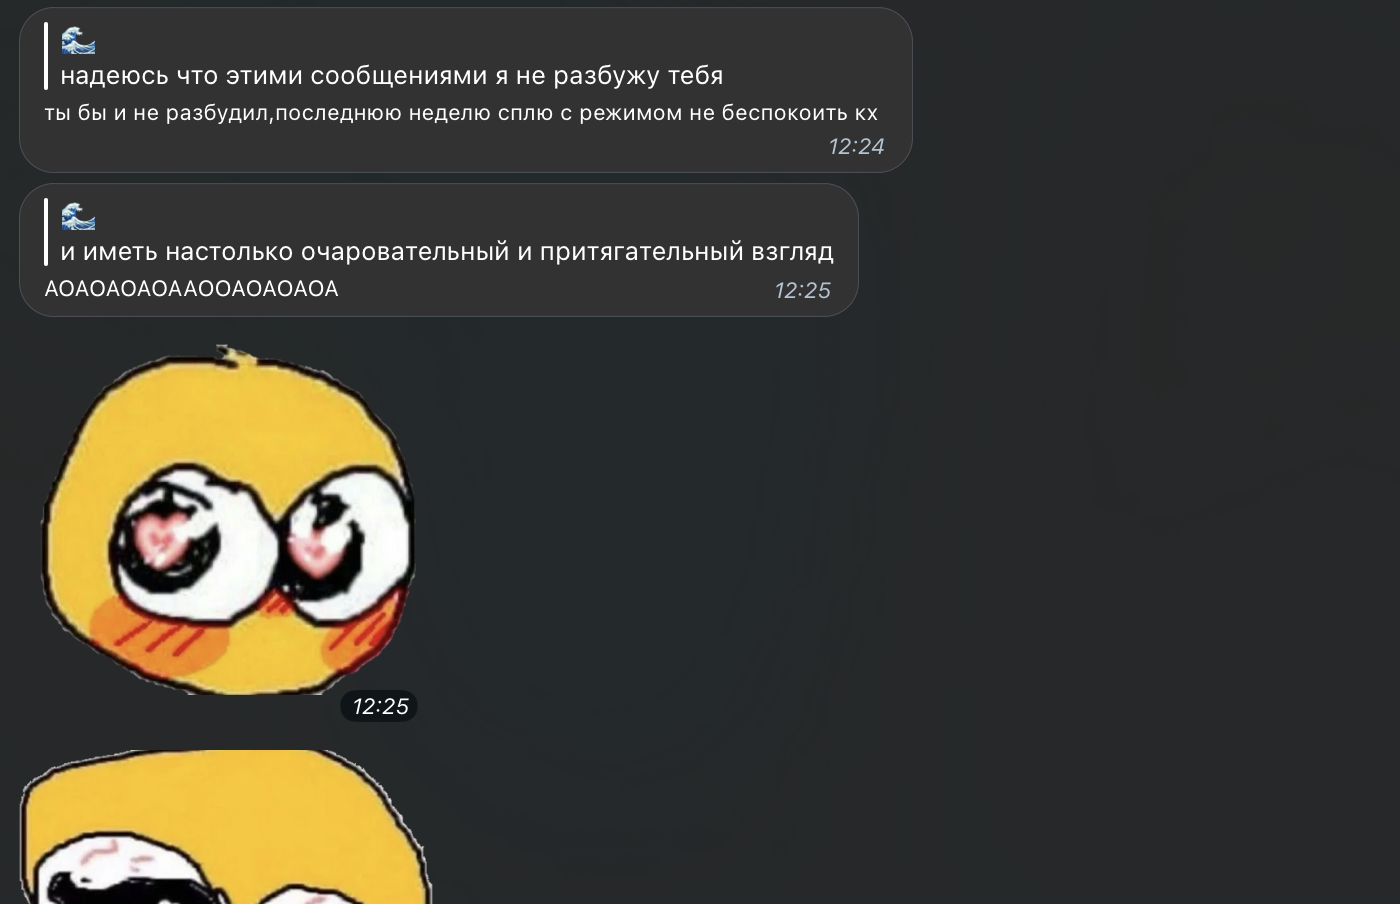 🌊
надеюсь что этими сообщениями я не разбужу тебя
ты бы и не разбудил,последнюю неделю сплю с режимом не беспокоить кх
12:24
🌊
и иметь настолько очаровательный и притягательный взгляд
АОАОАОАОААООАОАОАОА
12:25
12:25